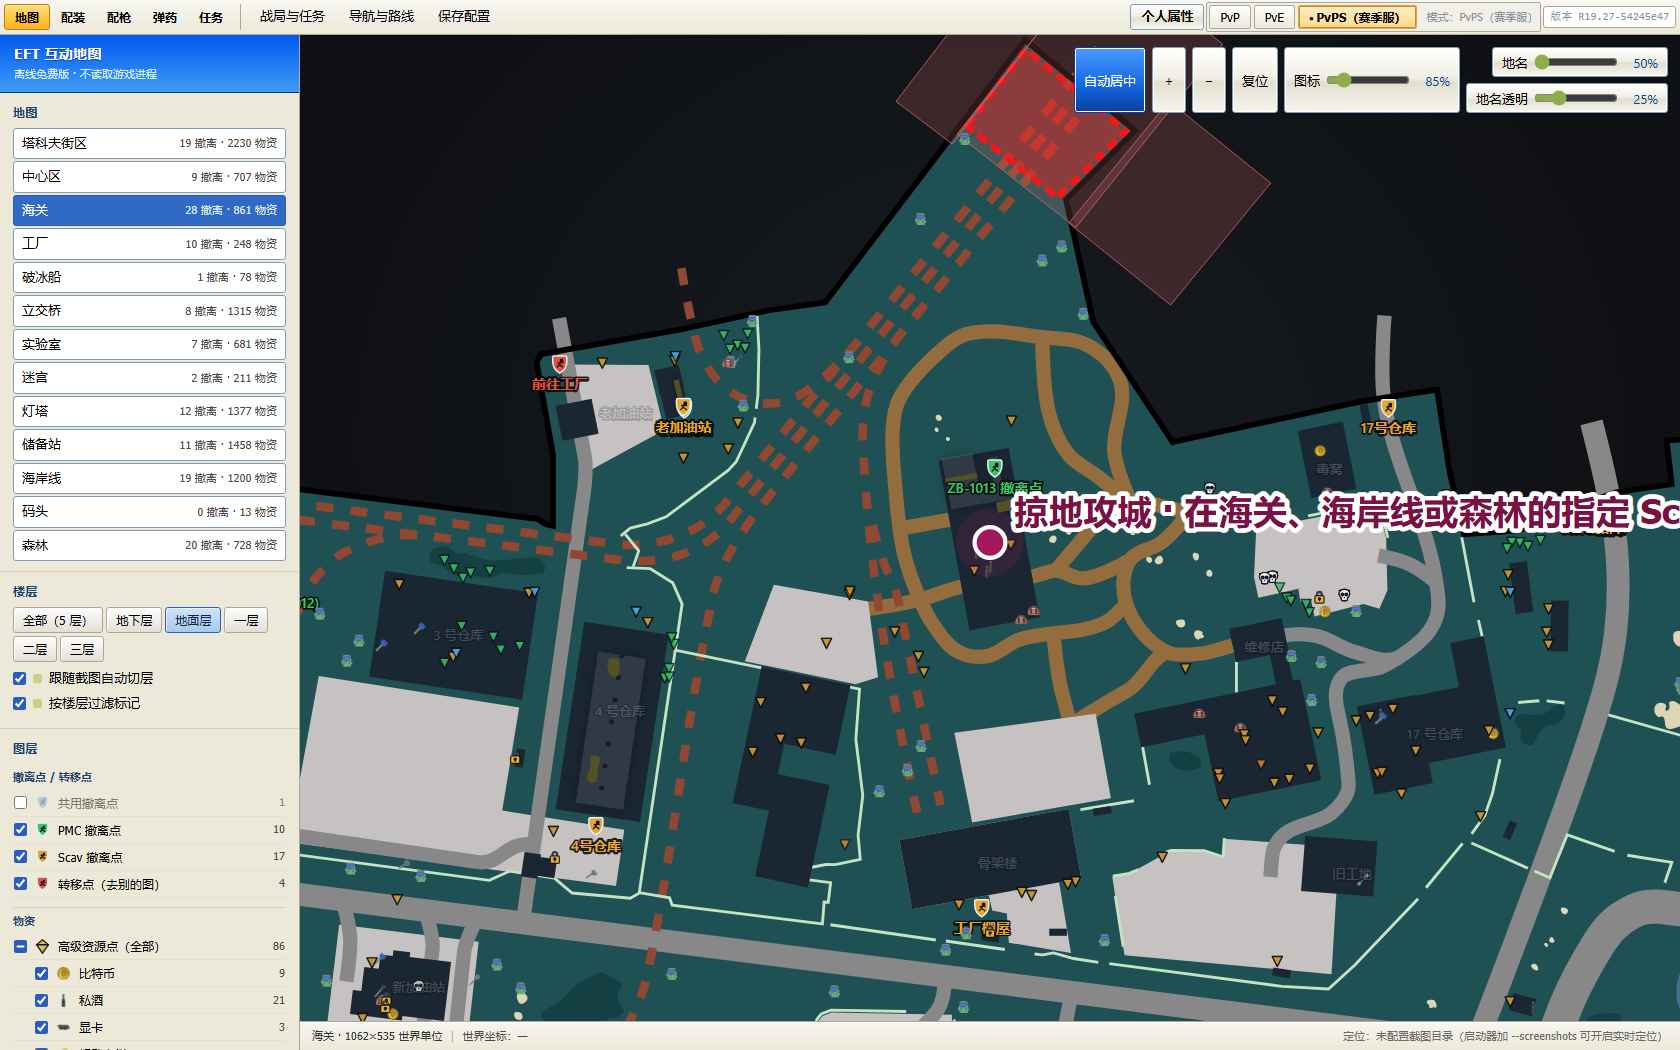 地图 配装 配枪 弹药 任务 战局与任务 导航与路线 保存配置 个人属性 PvP PvE • PvPS（赛季服） 模式：PvPS（赛季服） 版本 R19.27-54245e47
EFT 互动地图
离线免费版 · 不读取游戏进程
地图
塔科夫街区 19 撤离 · 2230 物资
中心区 9 撤离 · 707 物资
海关 28 撤离 · 861 物资
工厂 10 撤离 · 248 物资
破冰船 1 撤离 · 78 物资
立交桥 8 撤离 · 1315 物资
实验室 7 撤离 · 681 物资
迷宫 2 撤离 · 211 物资
灯塔 12 撤离 · 1377 物资
储备站 11 撤离 · 1458 物资
海岸线 19 撤离 · 1200 物资
码头 0 撤离 · 13 物资
森林 20 撤离 · 728 物资
楼层
全部（5 层） 地下层 地面层 一层
二层 三层
跟随截图自动切层
按楼层过滤标记
图层
撤离点 / 转移点
共用撤离点 1
PMC 撤离点 10
Scav 撤离点 17
转移点（去别的图） 4
物资
高级资源点（全部） 86
比特币 9
私酒 21
显卡 3
自动居中 + − 复位 图标 85%
地名 50%
地名透明 25%
前往工厂
老加油站
老加油站
17号仓库
毒窝
ZB-1013 撤离点
掠地攻城 · 在海关、海岸线或森林的指定 Sc
12)
3 号仓库
维修店
4 号仓库
17 号仓库
4号仓库
骨架楼
旧工地
工厂棚屋
新加油站
海关 · 1062×535 世界单位 世界坐标：— 定位：未配置截图目录（启动器加 --screenshots 可开启实时定位）